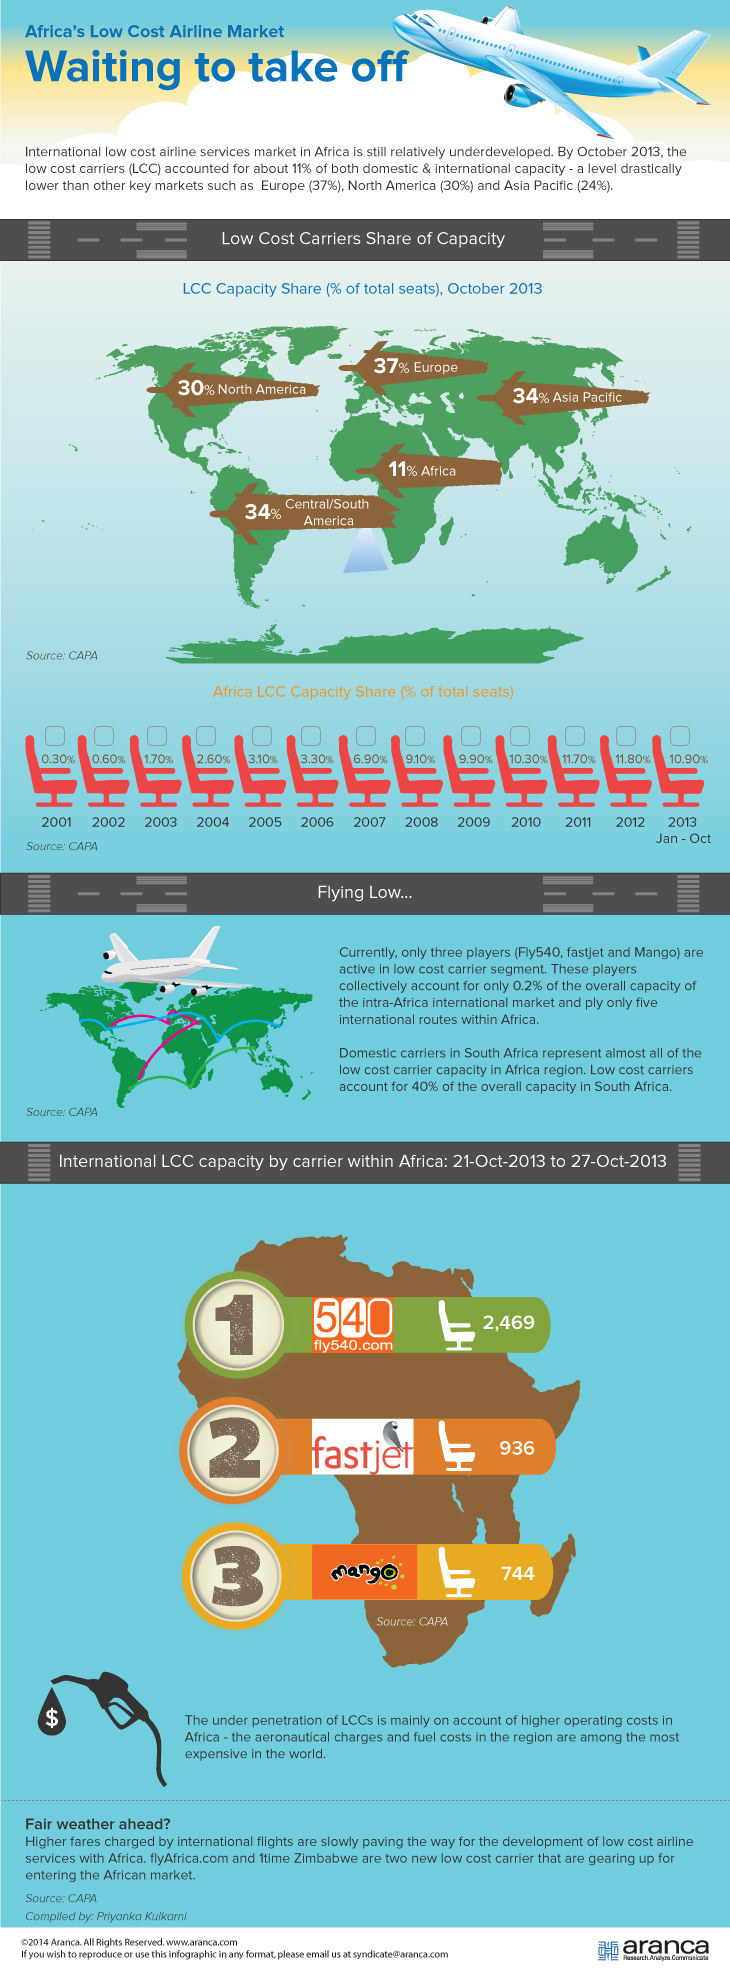 Africa's Low Cost Airline Market
Waiting to take off
International low cost airline services market in Africa is still relatively underdeveloped. By October 2013, the
low cost carriers (LCC) accounted for about 11% of both domestic & international capacity - a level drastically
lower than other key markets such as Europe (37%), North America (30%) and Asia Pacific (24%).
Low Cost Carriers Share of Capacity
LCC Capacity Share (% of total seats), October 2013
37% Europe
30% North America
34% Asia Pacific
11% Africa
34% Central/South
America
Source: CAPA
Africa LCC Capacity Share (% of total seats)
0.30% 0.60% 1.70% 2.60% 3.10% 3.30% 6.90% 9.10% 9.90% 10.30% 11.70% 11.80% 10.90%
2001 2002 2003 2004 2005 2006 2007 2008 2009 2010 2011 2012 2013
Jan - Oct
Source: CAPA
Flying Low...
Currently, only three players (Fly540, fastjet and Mango) are
active in low cost carrier segment. These players
collectively account for only 0.2% of the overall capacity of
the intra-Africa international market and ply only five
international routes within Africa.
Domestic carriers in South Africa represent almost all of the
low cost carrier capacity in Africa region. Low cost carriers
account for 40% of the overall capacity in South Africa.
Source: CAPA
International LCC capacity by carrier within Africa: 21-Oct-2013 to 27-Oct-2013
1 540 2,469
fly540.com
2 fastjet 936
3 mango 744
Source: CAPA
$
The under penetration of LCCs is mainly on account of higher operating costs in
Africa - the aeronautical charges and fuel costs in the region are among the most
expensive in the world.
Fair weather ahead?
Higher fares charged by international flights are slowly paving the way for the development of low cost airline
services with Africa. flyAfrica.com and 1time Zimbabwe are two new low cost carrier that are gearing up for
entering the African market.
Source: CAPA
Compiled by: Priyanka Kulkarni
©2014 Aranca. All Rights Reserved. www.aranca.com
If you wish to reproduce or use this infographic in any format, please email us at syndicate@aranca.com
aranca
Research.Analyze.Communicate